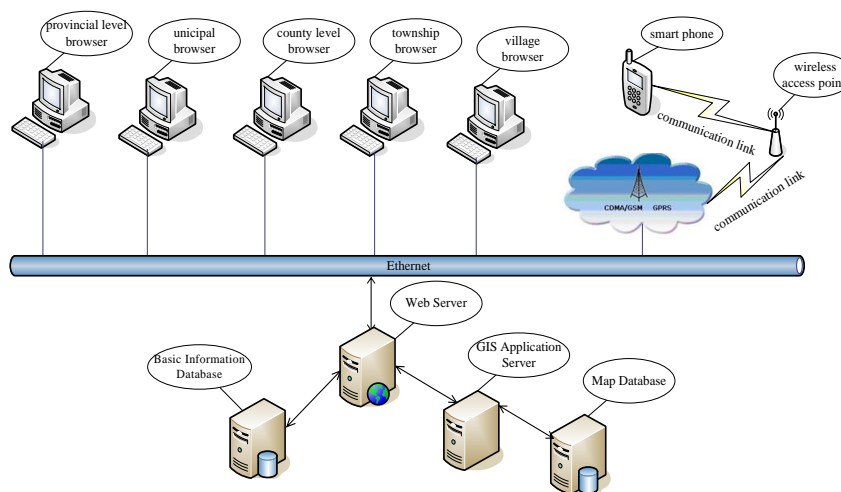 provincial level
browser
unicipal
browser
county level
browser
township
browser
village
browser
smart phone
wireless
access point
communication link
communication link
CDMA/GSM GPRS
Ethernet
Web Server
Basic Information
Database
GIS Application
Server
Map Database